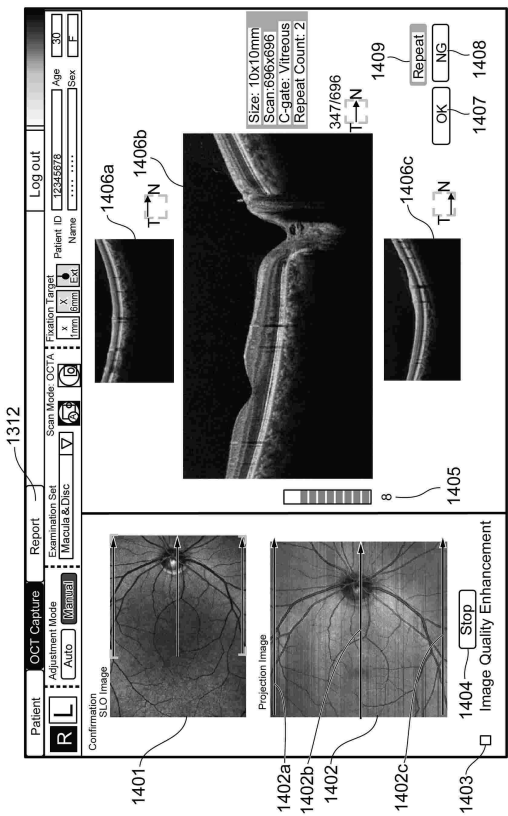 Patient
OCT Capture
Report
Log out
1312
R
L
Adjustment Mode
Auto
Manual
Examination Set
Macula & Disc
Scan Mode: OCTA
Fixation Target
x
1mm
X
6mm
Ext
Patient ID
12345678
Age
30
Name
Sex
F
Confirmation
SLO Image
1401
Projection Image
1402a
1402b
1402
1402c
1403
Image Quality Enhancement
1404
Stop
8
1405
1406a
T N
1406b
Size: 10x10mm
Scan:696x696
C-gate: Vitreous
Repeat Count: 2
347/696
T N
1406c
T N
1409
Repeat
OK
NG
1407
1408